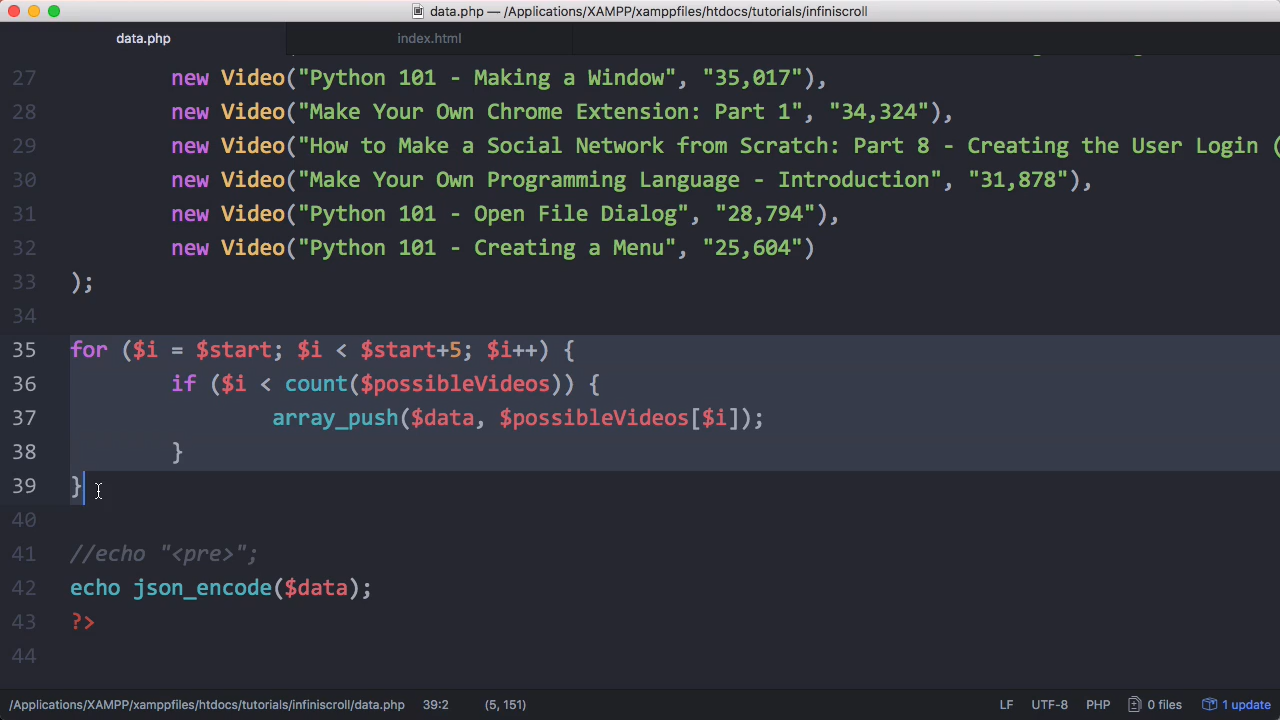 data.php — /Applications/XAMPP/xamppfiles/htdocs/tutorials/infiniscroll
data.php index.html
27 new Video("Python 101 - Making a Window", "35,017"),
28 new Video("Make Your Own Chrome Extension: Part 1", "34,324"),
29 new Video("How to Make a Social Network from Scratch: Part 8 - Creating the User Login (
30 new Video("Make Your Own Programming Language - Introduction", "31,878"),
31 new Video("Python 101 - Open File Dialog", "28,794"),
32 new Video("Python 101 - Creating a Menu", "25,604")
33 );
34
35 for ($i = $start; $i < $start+5; $i++) {
36 if ($i < count($possibleVideos)) {
37 array_push($data, $possibleVideos[$i]);
38 }
39 }
40
41 //echo "<pre>";
42 echo json_encode($data);
43 ?>
44
/Applications/XAMPP/xamppfiles/htdocs/tutorials/infiniscroll/data.php 39:2 (5, 151) LF UTF-8 PHP 0 files 1 update